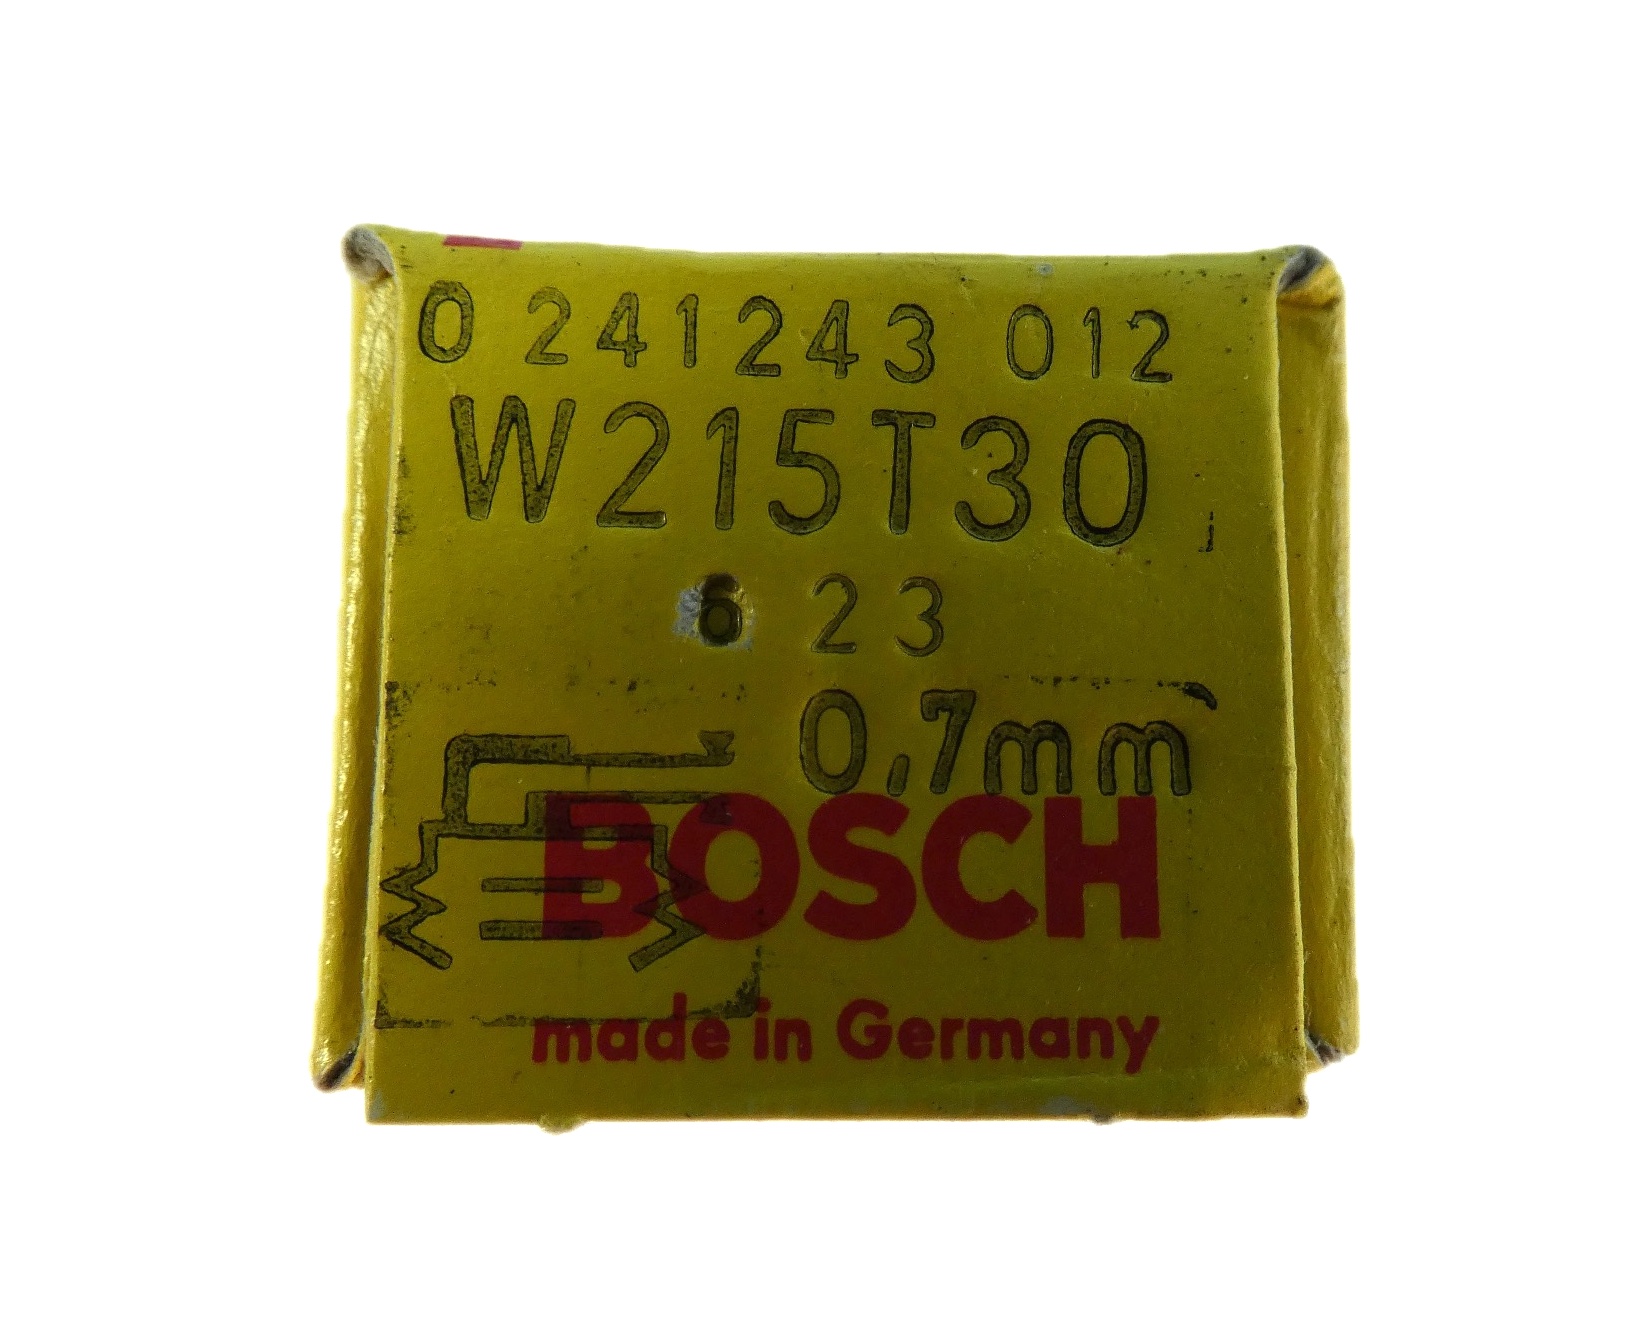 0 241243 012
W215T30
6 23
0,7mm
BOSCH
made in Germany